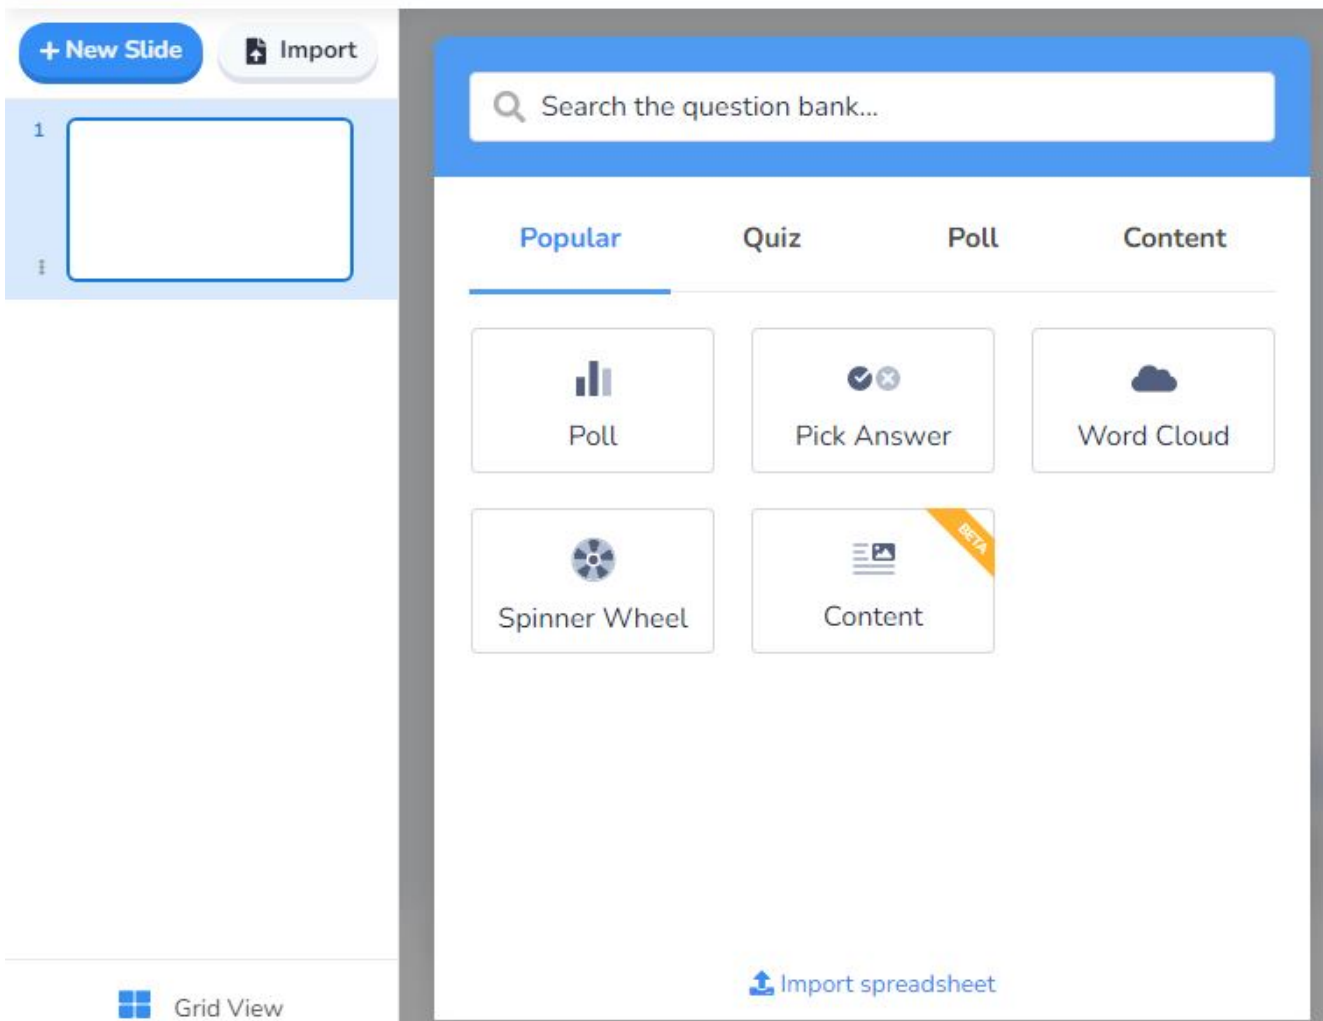 + New Slide
Import
1
Grid View
Search the question bank...
Popular Quiz Poll Content
Poll
Pick Answer
Word Cloud
Spinner Wheel
BETA
Content
Import spreadsheet